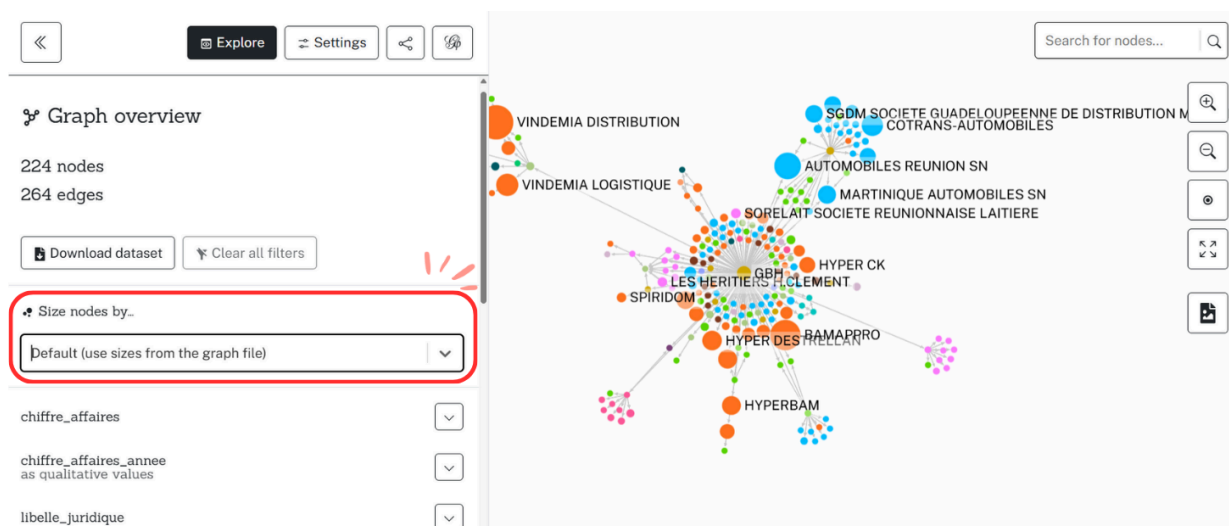 Explore
Settings
Graph overview
224 nodes
264 edges
Download dataset
Clear all filters
Size nodes by…
Default (use sizes from the graph file)
chiffre_affaires
chiffre_affaires_annee
as qualitative values
libelle_juridique
Search for nodes...
VINDEMIA DISTRIBUTION
SGDM SOCIETE GUADELOUPEENNE DE DISTRIBUTION M
COTRANS-AUTOMOBILES
AUTOMOBILES REUNION SN
VINDEMIA LOGISTIQUE
MARTINIQUE AUTOMOBILES SN
SORELAIT SOCIETE REUNIONNAISE LAITIERE
HYPER CK
GBH
LES HERITIERS H.CLEMENT
SPIRIDOM
BAMAPPRO
HYPER DESTRELLAN
HYPERBAM